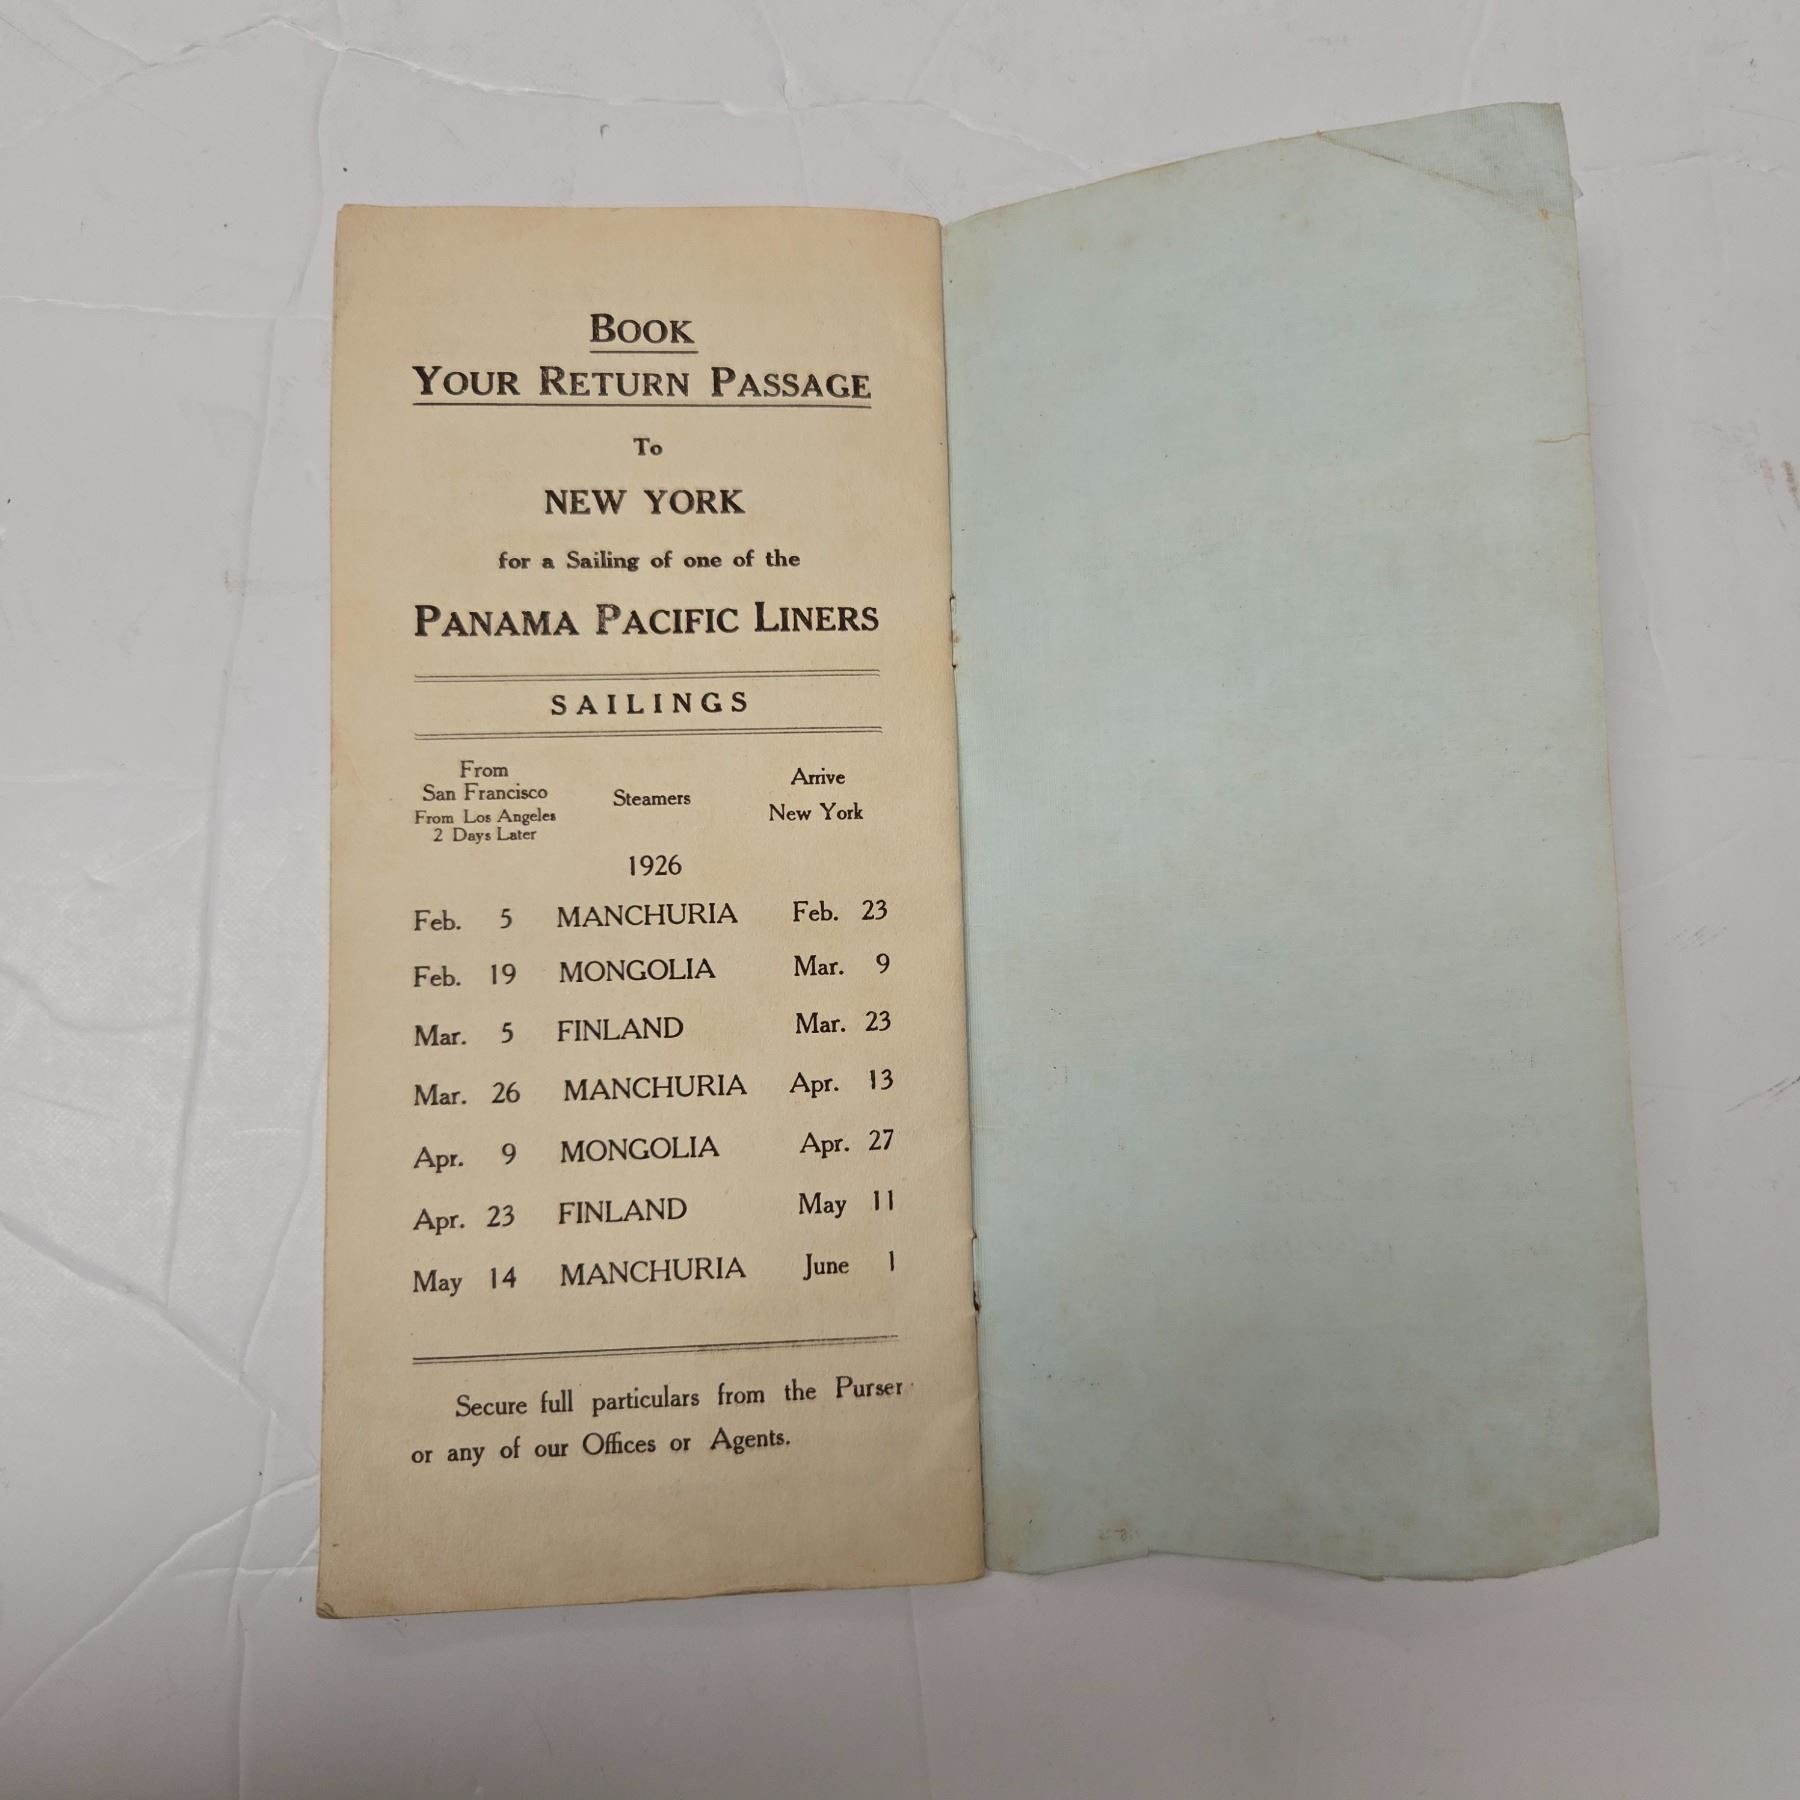 BOOK
YOUR RETURN PASSAGE
To
NEW YORK
for a Sailing of one of the
PANAMA PACIFIC LINERS
SAILINGS
From
San Francisco
From Los Angeles
2 Days Later
Steamers
Arrive
New York
1926
Feb. 5 MANCHURIA Feb. 23
Feb. 19 MONGOLIA Mar. 9
Mar. 5 FINLAND Mar. 23
Mar. 26 MANCHURIA Apr. 13
Apr. 9 MONGOLIA Apr. 27
Apr. 23 FINLAND May 11
May 14 MANCHURIA June 1
Secure full particulars from the Purser
or any of our Offices or Agents.